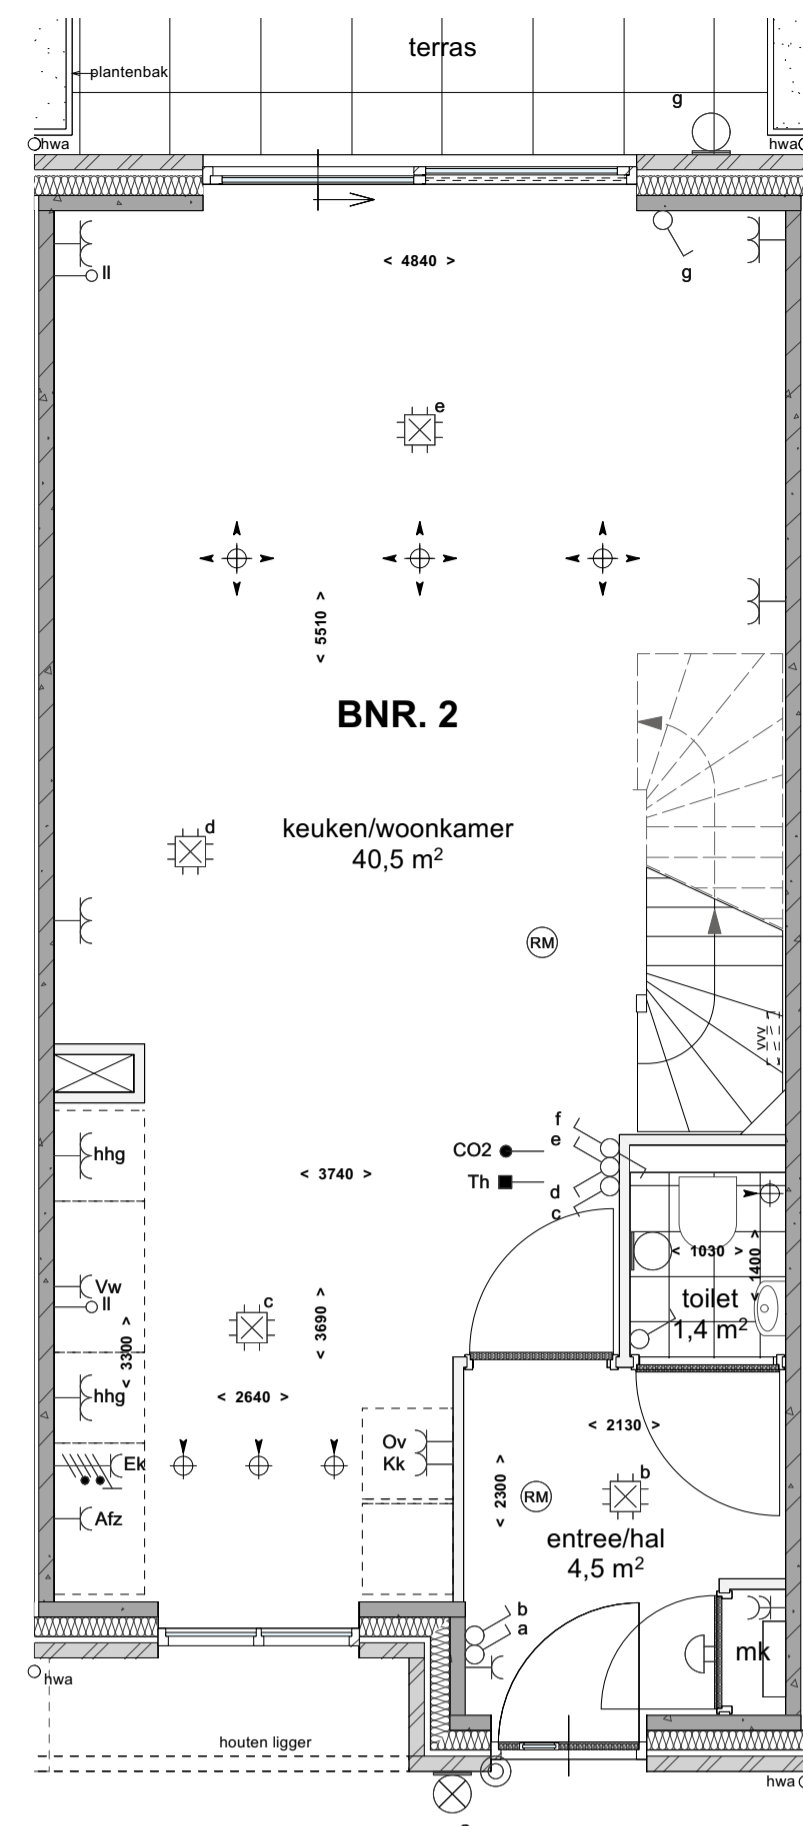 terras
plantenbak
g
hwa
hwa
ll
< 4840 >
g
e
< 5510 >
BNR. 2
d
keuken/woonkamer
40,5 m²
RM
vvv
f
e
CO2
hhg
< 3740 >
Th
d
c
< 1030 >
< 1400 >
Vw
ll
c
toilet
1,4 m²
< 3300 >
< 3690 >
hhg
< 2640 >
< 2130 >
Ov
Kk
Ek
< 2300 >
RM
b
Afz
entree/hal
4,5 m²
b
a
mk
hwa
houten ligger
hwa